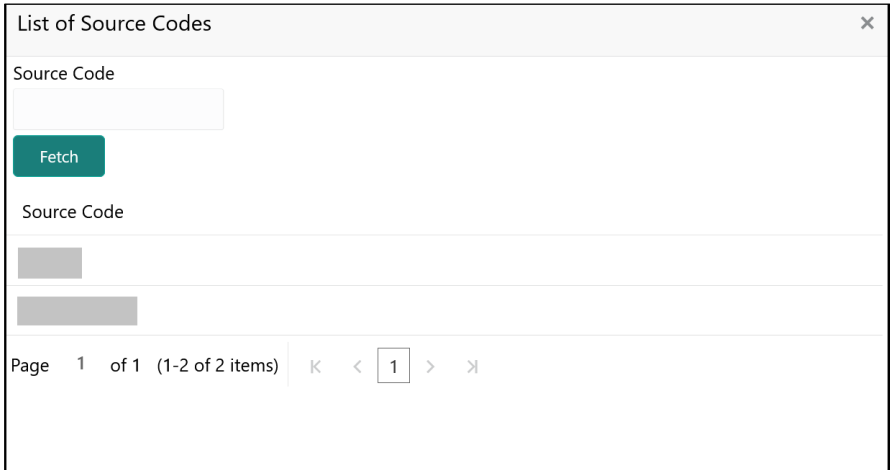 List of Source Codes ×
Source Code
Fetch
Source Code
Page 1 of 1 (1-2 of 2 items) 1